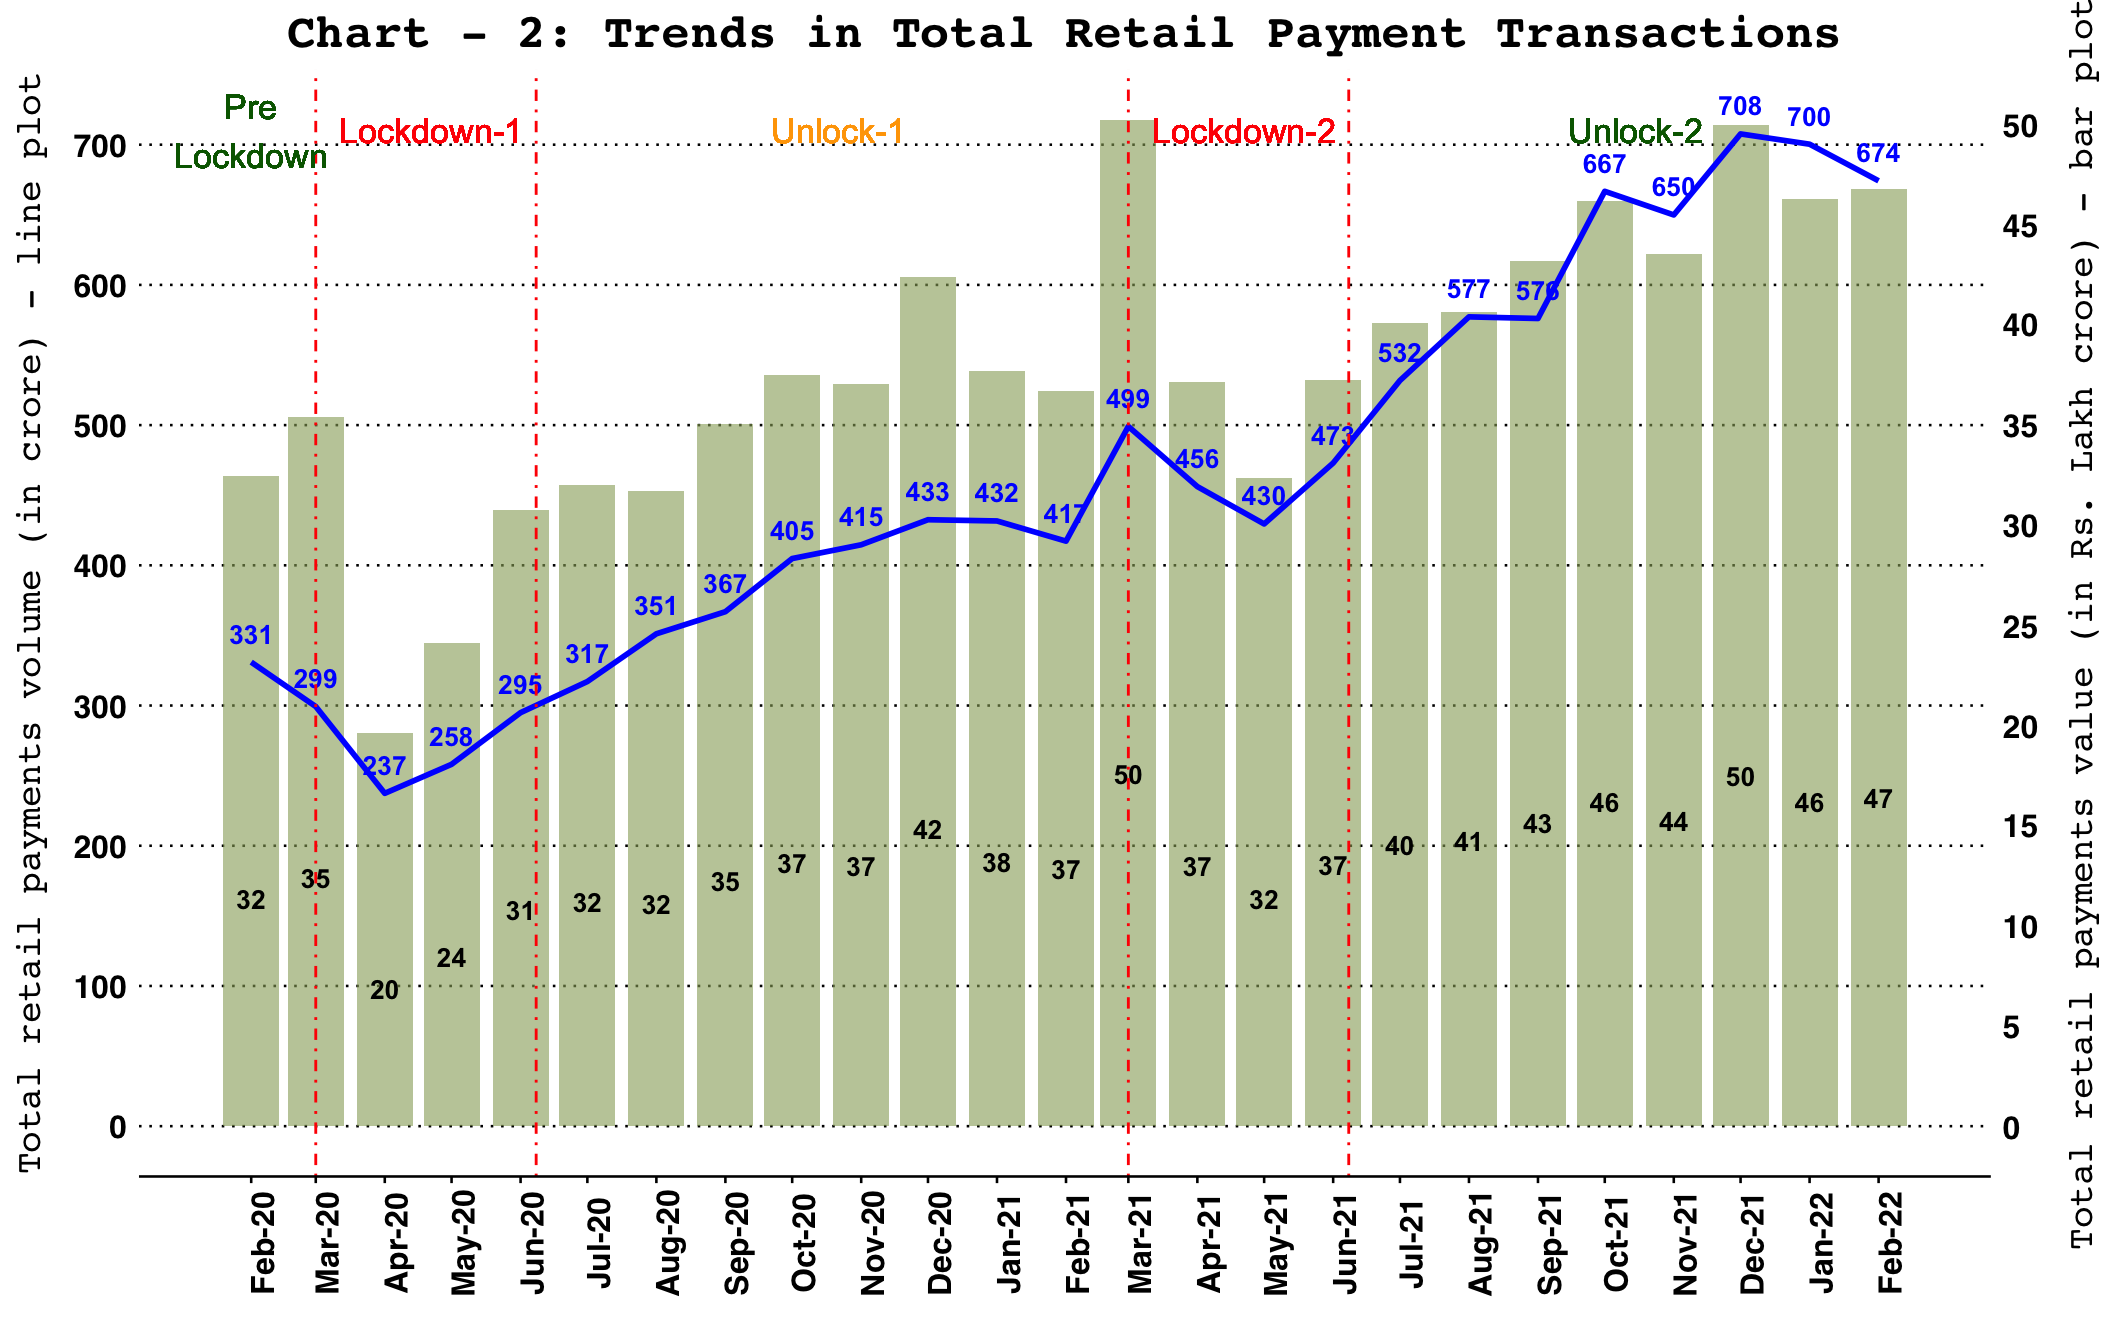 Chart – 2: Trends in Total Retail Payment Transactions
Total retail payments volume (in crore) – line plot
Total retail payments value (in Rs. Lakh crore) – bar plot
Pre
Lockdown
Lockdown-1
Unlock-1
Lockdown-2
Unlock-2
700
600
500
400
300
200
100
0
50
45
40
35
30
25
20
15
10
5
0
331
299
237
258
295
317
351
367
405
415
433
432
417
499
456
430
473
532
577
576
667
650
708
700
674
32
35
20
24
31
32
32
35
37
37
42
38
37
50
37
32
37
40
41
43
46
44
50
46
47
Feb-20
Mar-20
Apr-20
May-20
Jun-20
Jul-20
Aug-20
Sep-20
Oct-20
Nov-20
Dec-20
Jan-21
Feb-21
Mar-21
Apr-21
May-21
Jun-21
Jul-21
Aug-21
Sep-21
Oct-21
Nov-21
Dec-21
Jan-22
Feb-22